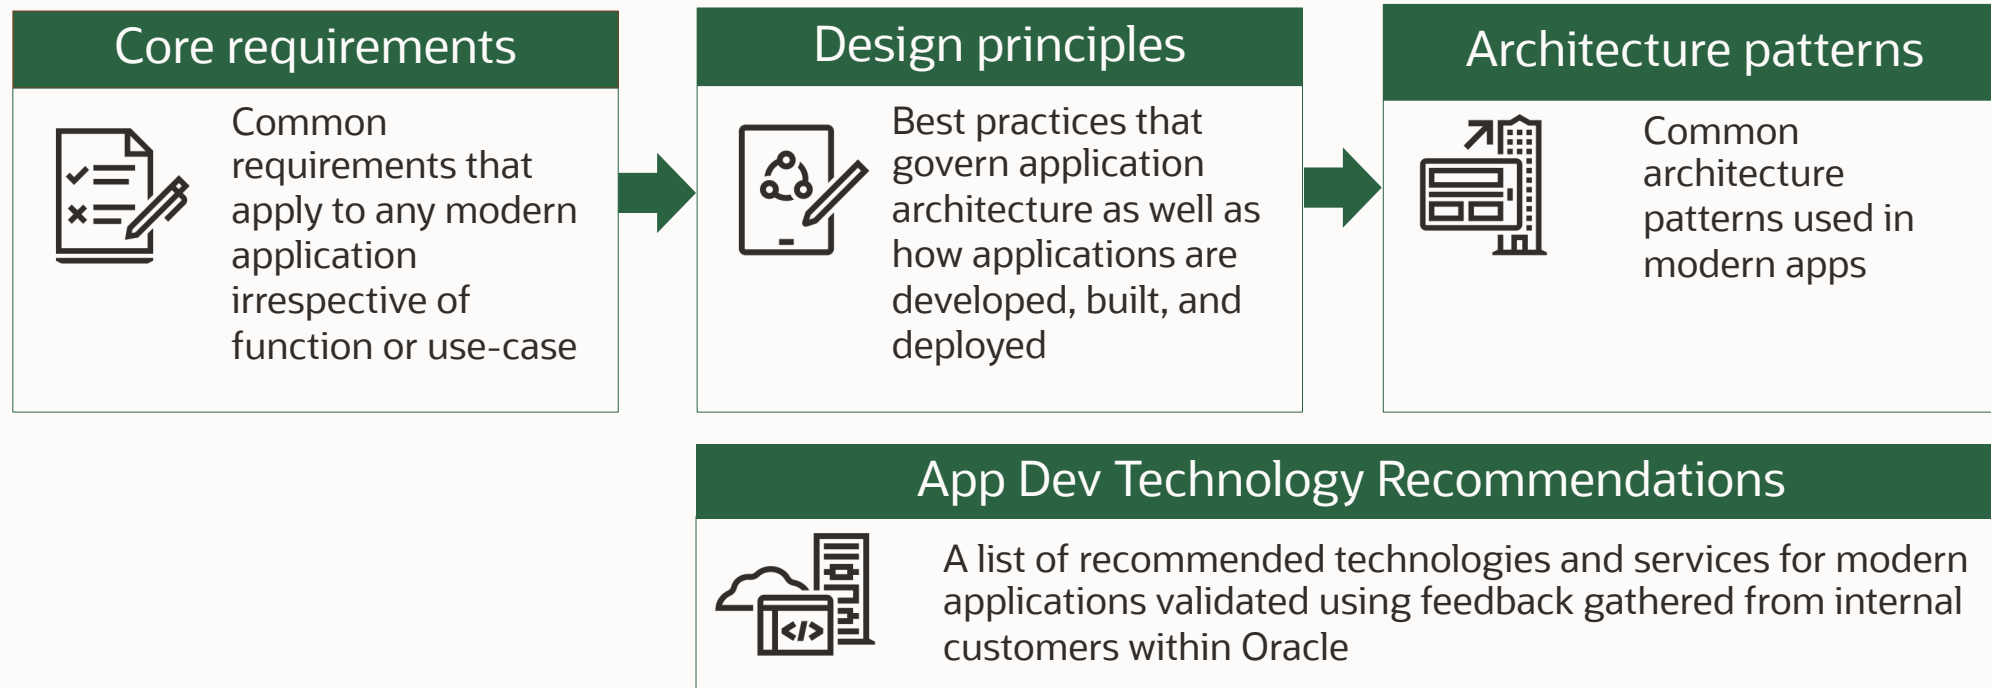 Core requirements
Common
requirements that
apply to any modern
application
irrespective of
function or use-case
Design principles
Best practices that
govern application
architecture as well as
how applications are
developed, built, and
deployed
Architecture patterns
Common
architecture
patterns used in
modern apps
App Dev Technology Recommendations
</>
A list of recommended technologies and services for modern
applications validated using feedback gathered from internal
customers within Oracle